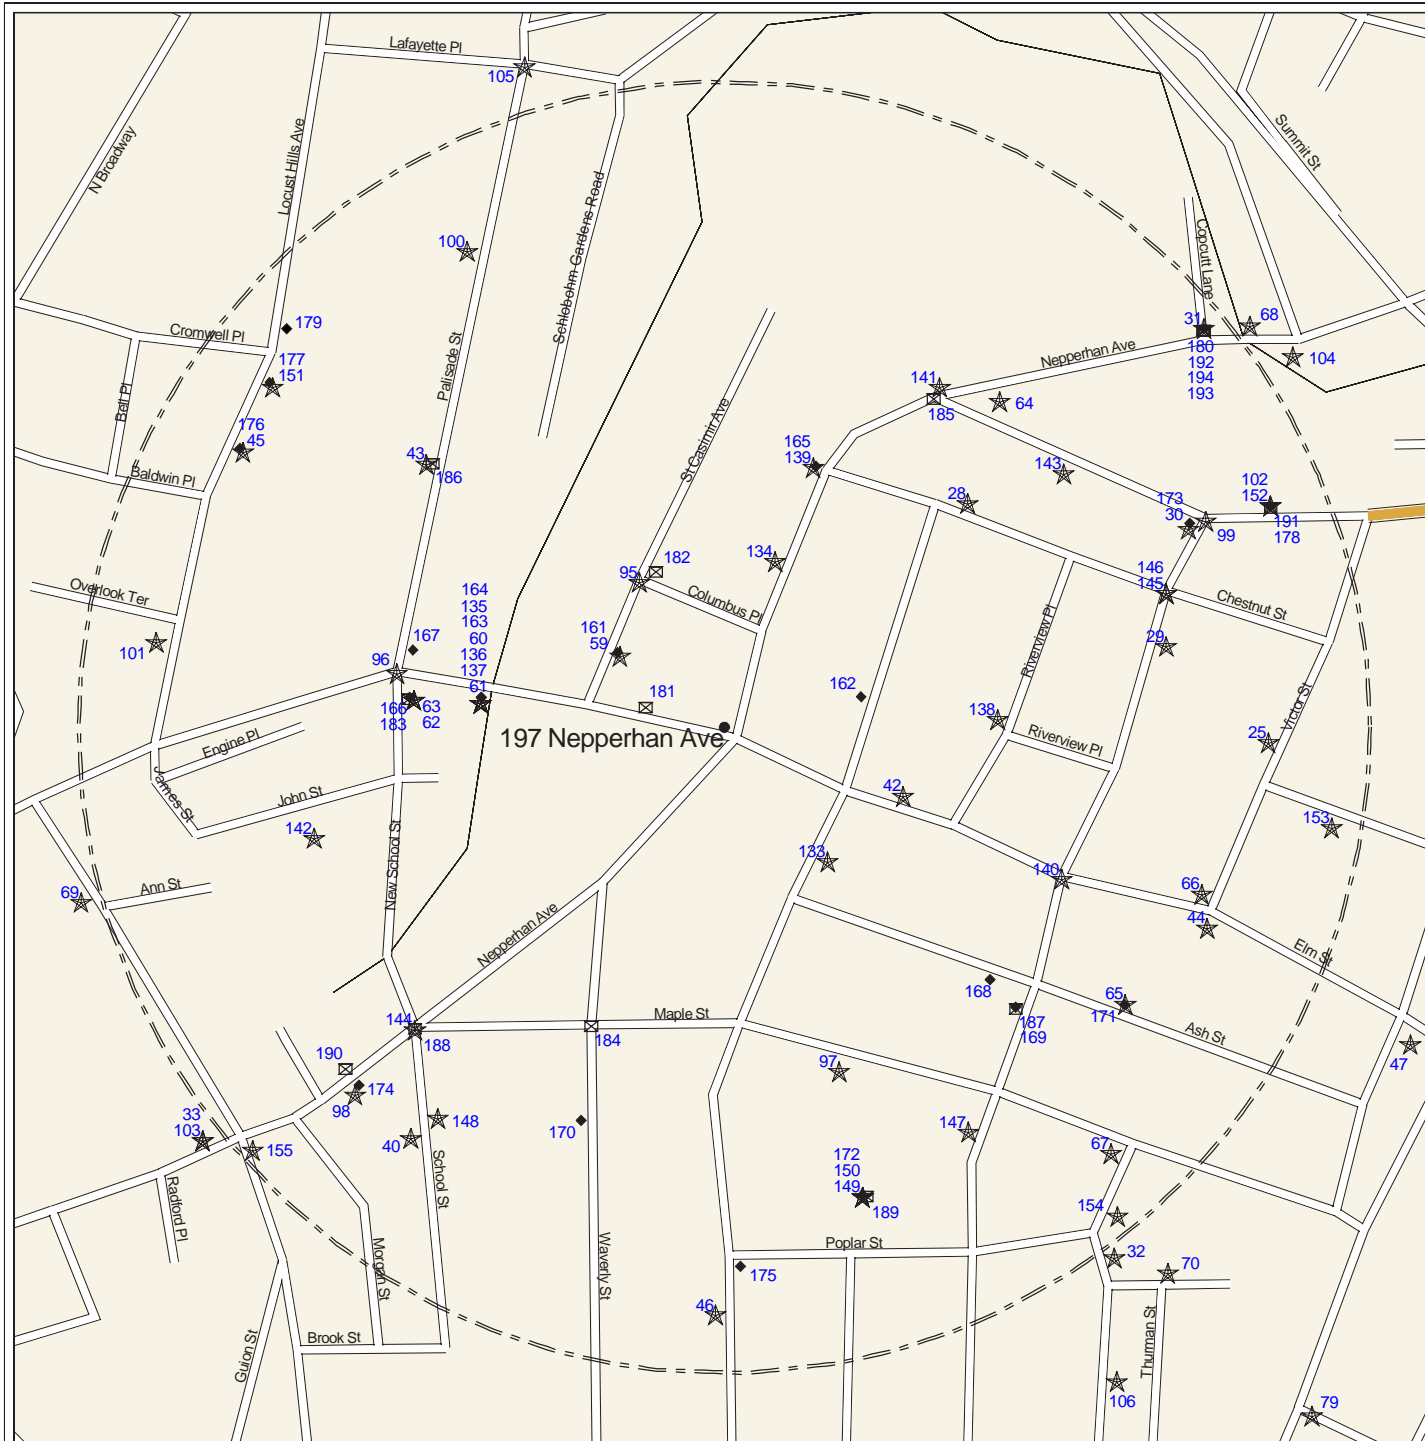 Lafayette Pl
105
N Broadway
Locust Hills Ave
Summit St
Schlobohm Gardens Road
100
Copcutt Lane
179
Cromwell Pl
31
68
180
192
194
193
104
Nepperhan Ave
177
151
Palisade St
Bell Pl
141
185
64
176
45
St Casimir Ave
165
139
43
186
Baldwin Pl
143
28
173
30
99
102
152
191
178
134
182
95
Columbus Pl
146
145
Chestnut St
Overlook Ter
164
135
163
60
136
137
61
161
59
Riverview Pl
29
101
167
96
166
183
63
62
181
162
138
Victor St
25
197 Nepperhan Ave
Engine Pl
Riverview Pl
James St
John St
42
142
153
New School St
133
140
Ann St
69
66
44
Nepperhan Ave
Elm St
168
65
171
187
169
Maple St
144
188
184
Ash St
47
190
174
98
97
148
40
170
147
33
103
155
67
School St
172
150
149
189
154
Radford Pl
Morgan St
Waverly St
Poplar St
32
70
175
46
Guion St
Brook St
Thurman St
106
79